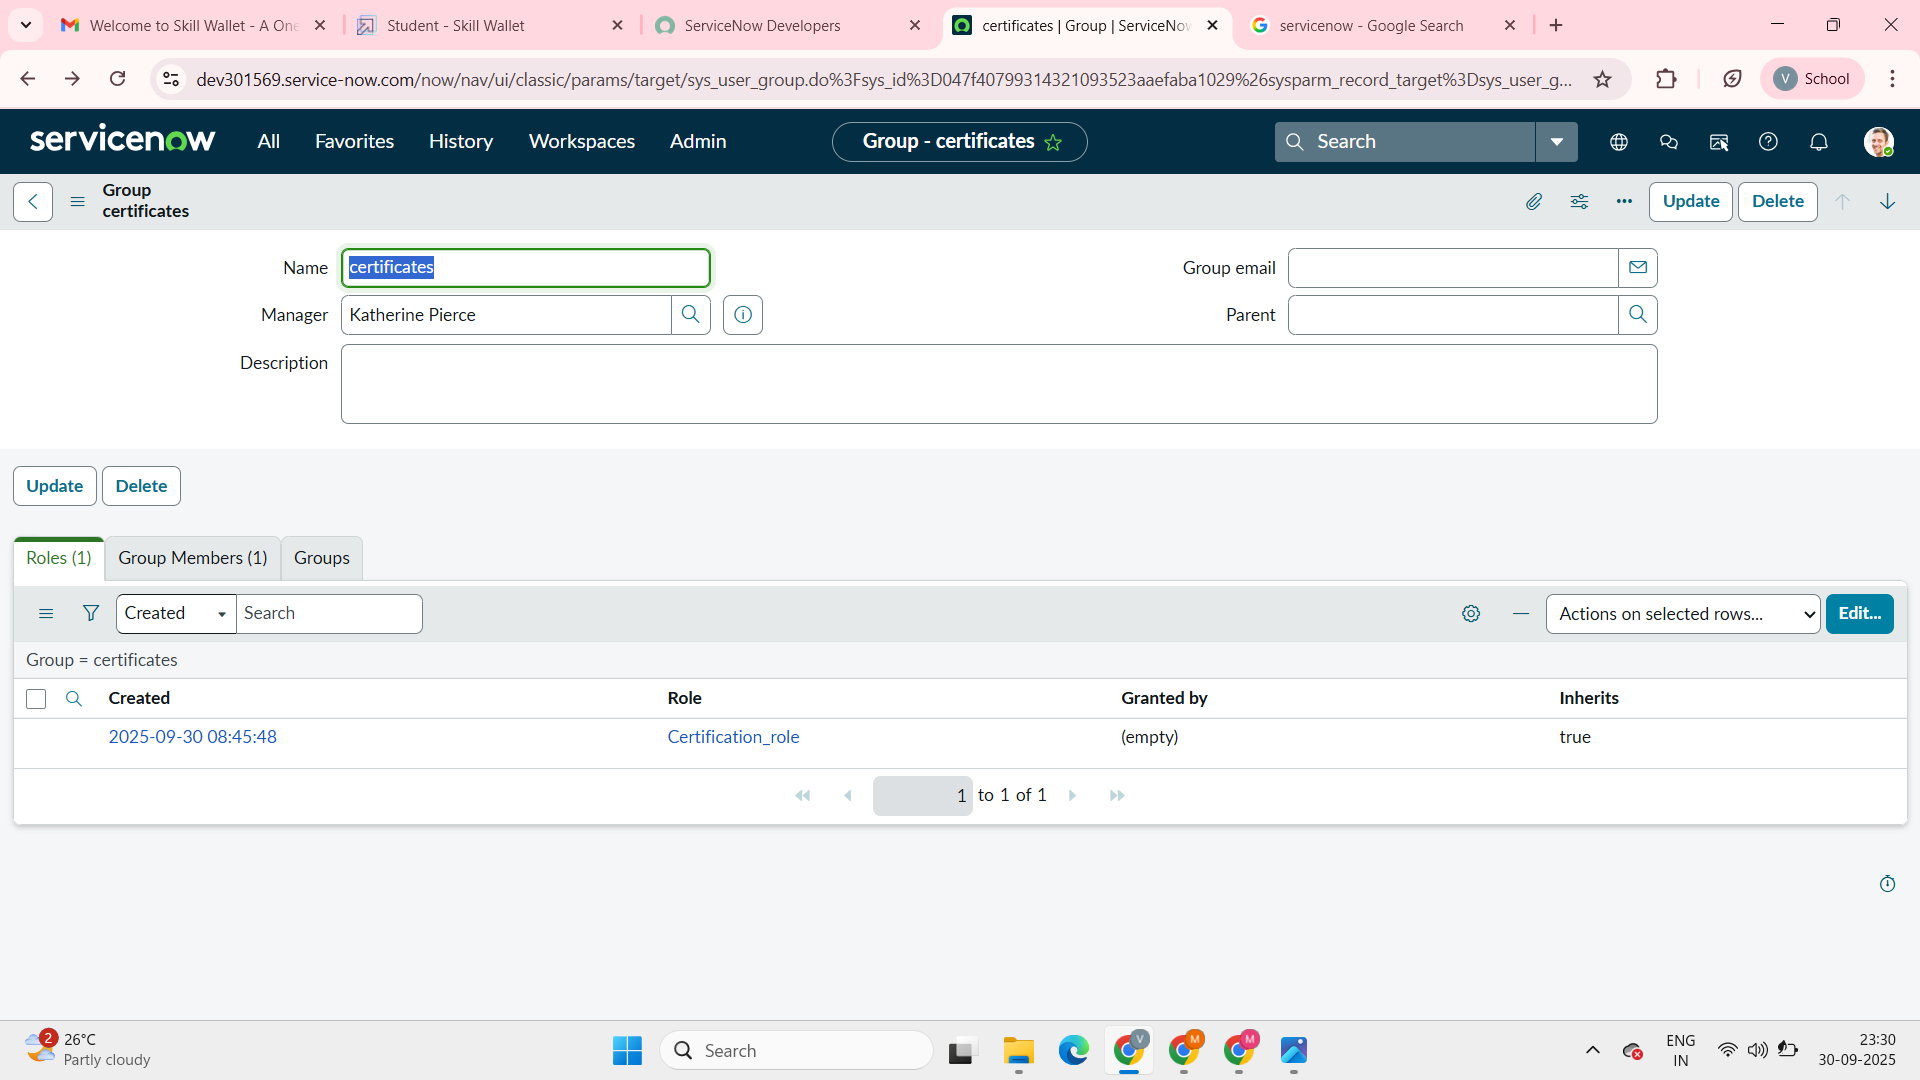 Welcome to Skill Wallet - A One
Student - Skill Wallet
ServiceNow Developers
certificates | Group | ServiceNow
servicenow - Google Search
dev301569.service-now.com/now/nav/ui/classic/params/target/sys_user_group.do%3Fsys_id%3D047f40799314321093523aaefaba1029%26sysparm_record_target%3Dsys_user_g...
V School
servicenow
All
Favorites
History
Workspaces
Admin
Group - certificates
Search
Group
certificates
Update
Delete
Name
certificates
Group email
Manager
Katherine Pierce
Parent
Description
Update
Delete
Roles (1)
Group Members (1)
Groups
Created
Search
Actions on selected rows...
Edit...
Group = certificates
Created
Role
Granted by
Inherits
2025-09-30 08:45:48
Certification_role
(empty)
true
1 to 1 of 1
2
26°C
Partly cloudy
Search
V
M
M
ENG
IN
23:30
30-09-2025